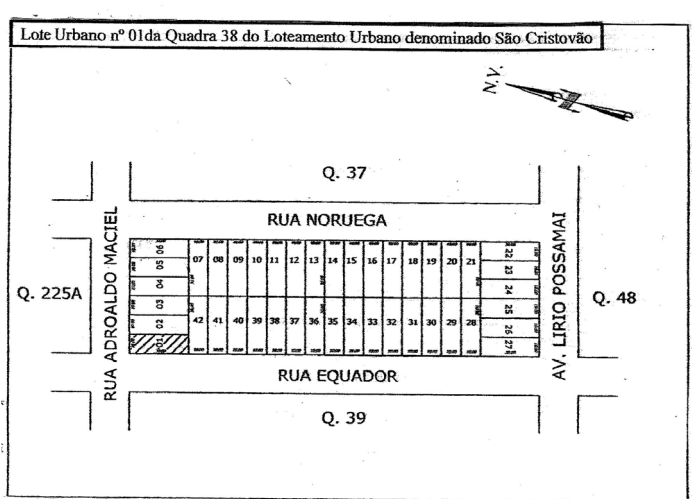 Lote Urbano nº 01da Quadra 38 do Loteamento Urbano denominado São Cristovão
N.V.
Q. 37
RUA NORUEGA
RUA ADROALDO MACIEL
AV. LIRIO POSSAMAI
Q. 225A
Q. 48
06
05
04
03
02
01
07 08 09 10 11 12 13 14 15 16 17 18 19 20 21
42 41 40 39 38 37 36 35 34 33 32 31 30 29 28
22
23
24
25
26
27
RUA EQUADOR
Q. 39